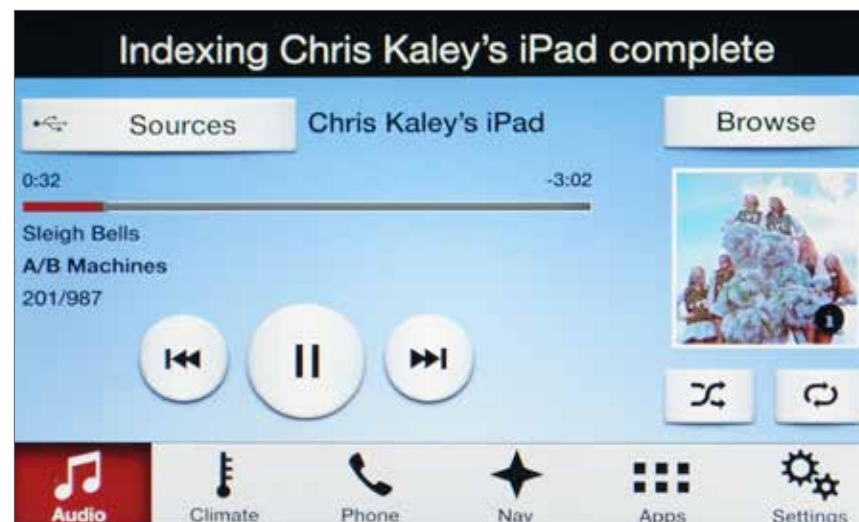 Indexing Chris Kaley's iPad complete
Sources
Chris Kaley's iPad
Browse
0:32
-3:02
Sleigh Bells
A/B Machines
201/987
Audio
Climate
Phone
Nav
Apps
Settings